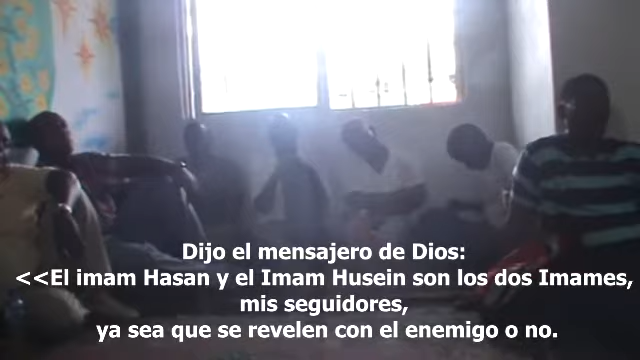 Dijo el mensajero de Dios:
<<El imam Hasan y el Imam Husein son los dos Imames,
mis seguidores,
ya sea que se revelen con el enemigo o no.